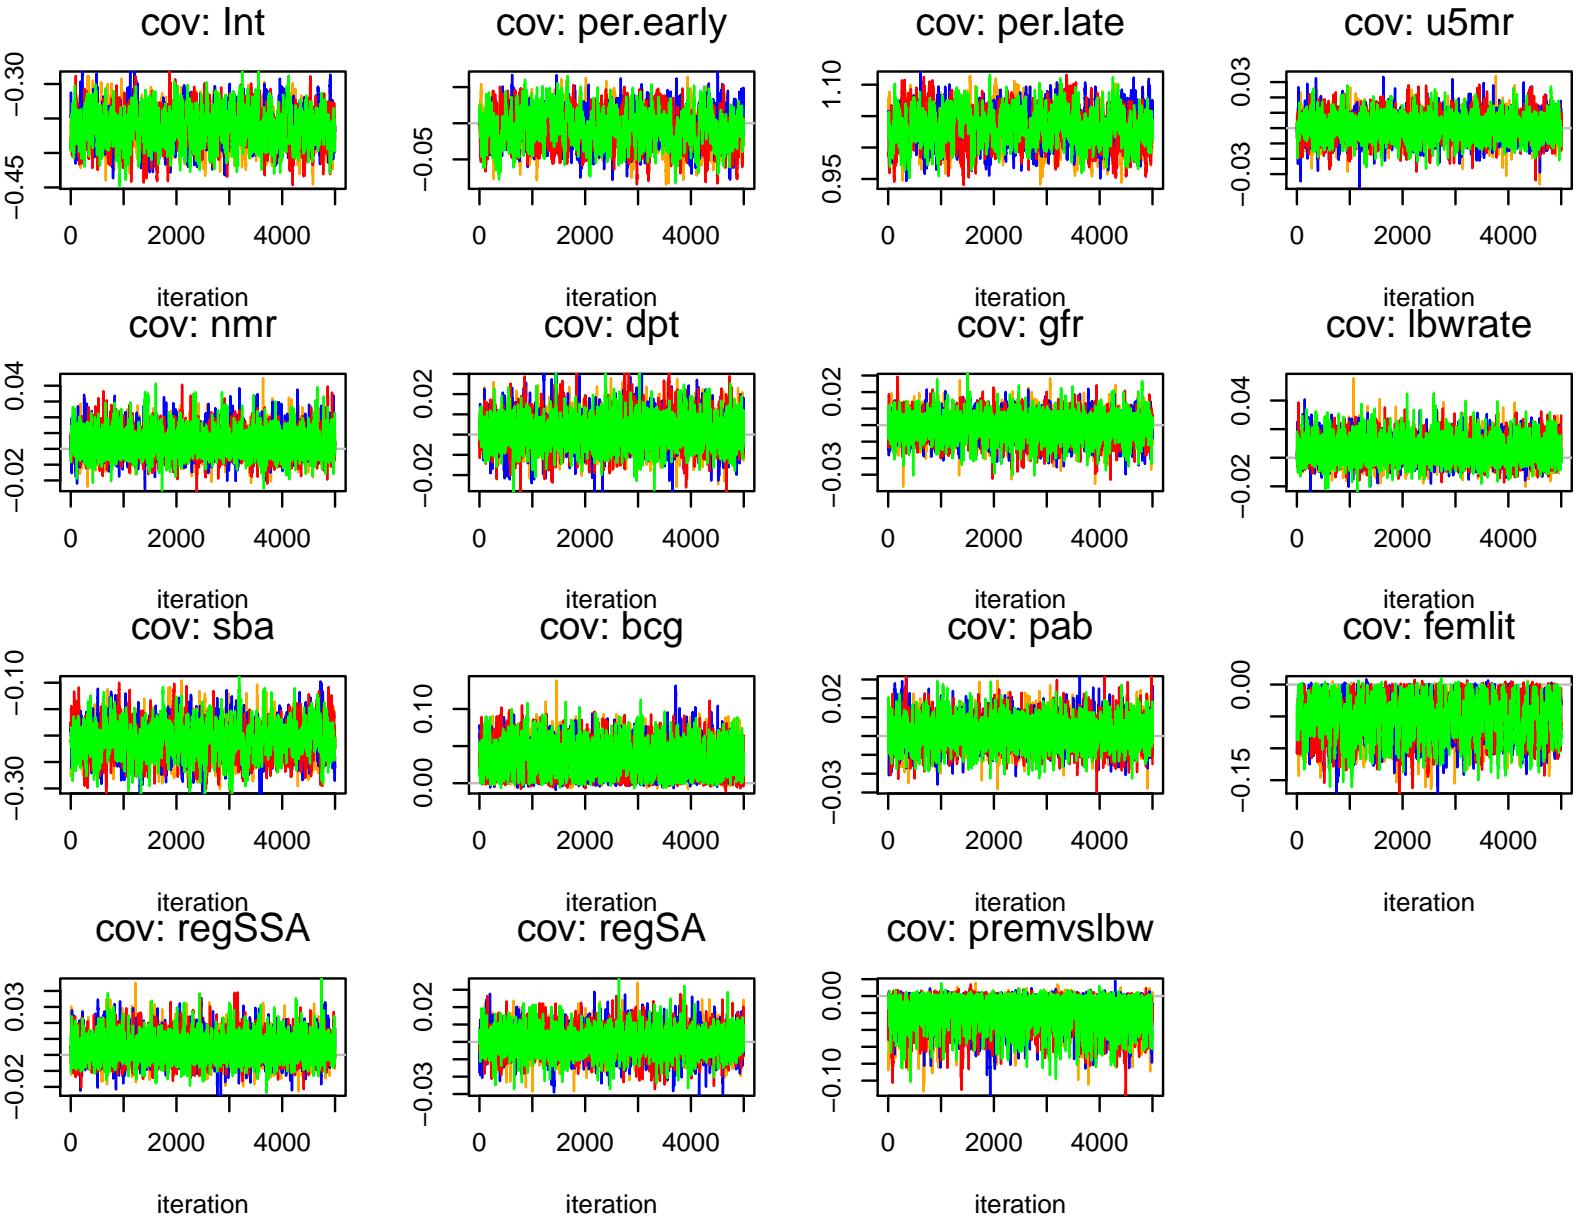 cov: Int cov: per.early cov: per.late cov: u5mr
−0.45 −0.30 −0.05 0.95 1.10 −0.03 0.03
0 2000 4000 0 2000 4000 0 2000 4000 0 2000 4000
iteration iteration iteration iteration
cov: nmr cov: dpt cov: gfr cov: lbwrate
−0.02 0.04 −0.02 0.02 −0.03 0.02 −0.02 0.04
0 2000 4000 0 2000 4000 0 2000 4000 0 2000 4000
iteration iteration iteration iteration
cov: sba cov: bcg cov: pab cov: femlit
−0.30 −0.10 0.00 0.10 −0.03 0.02 −0.15 0.00
0 2000 4000 0 2000 4000 0 2000 4000 0 2000 4000
iteration iteration iteration iteration
cov: regSSA cov: regSA cov: premvslbw
−0.02 0.03 −0.03 0.02 −0.10 0.00
0 2000 4000 0 2000 4000 0 2000 4000
iteration iteration iteration